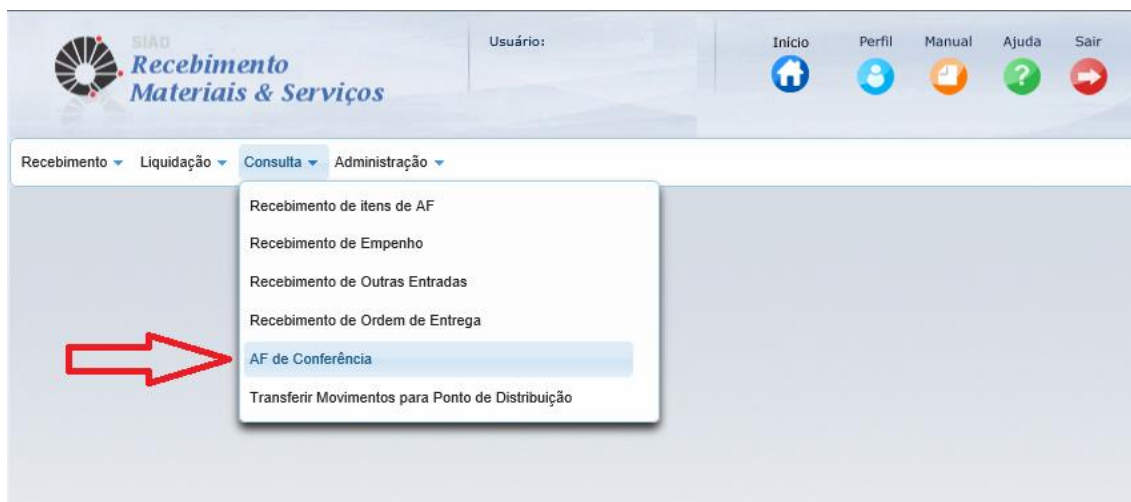 SIAD
Recebimento
Materiais & Serviços
Usuário:
Início
Perfil
Manual
Ajuda
Sair
Recebimento
Liquidação
Consulta
Administração
Recebimento de itens de AF
Recebimento de Empenho
Recebimento de Outras Entradas
Recebimento de Ordem de Entrega
AF de Conferência
Transferir Movimentos para Ponto de Distribuição